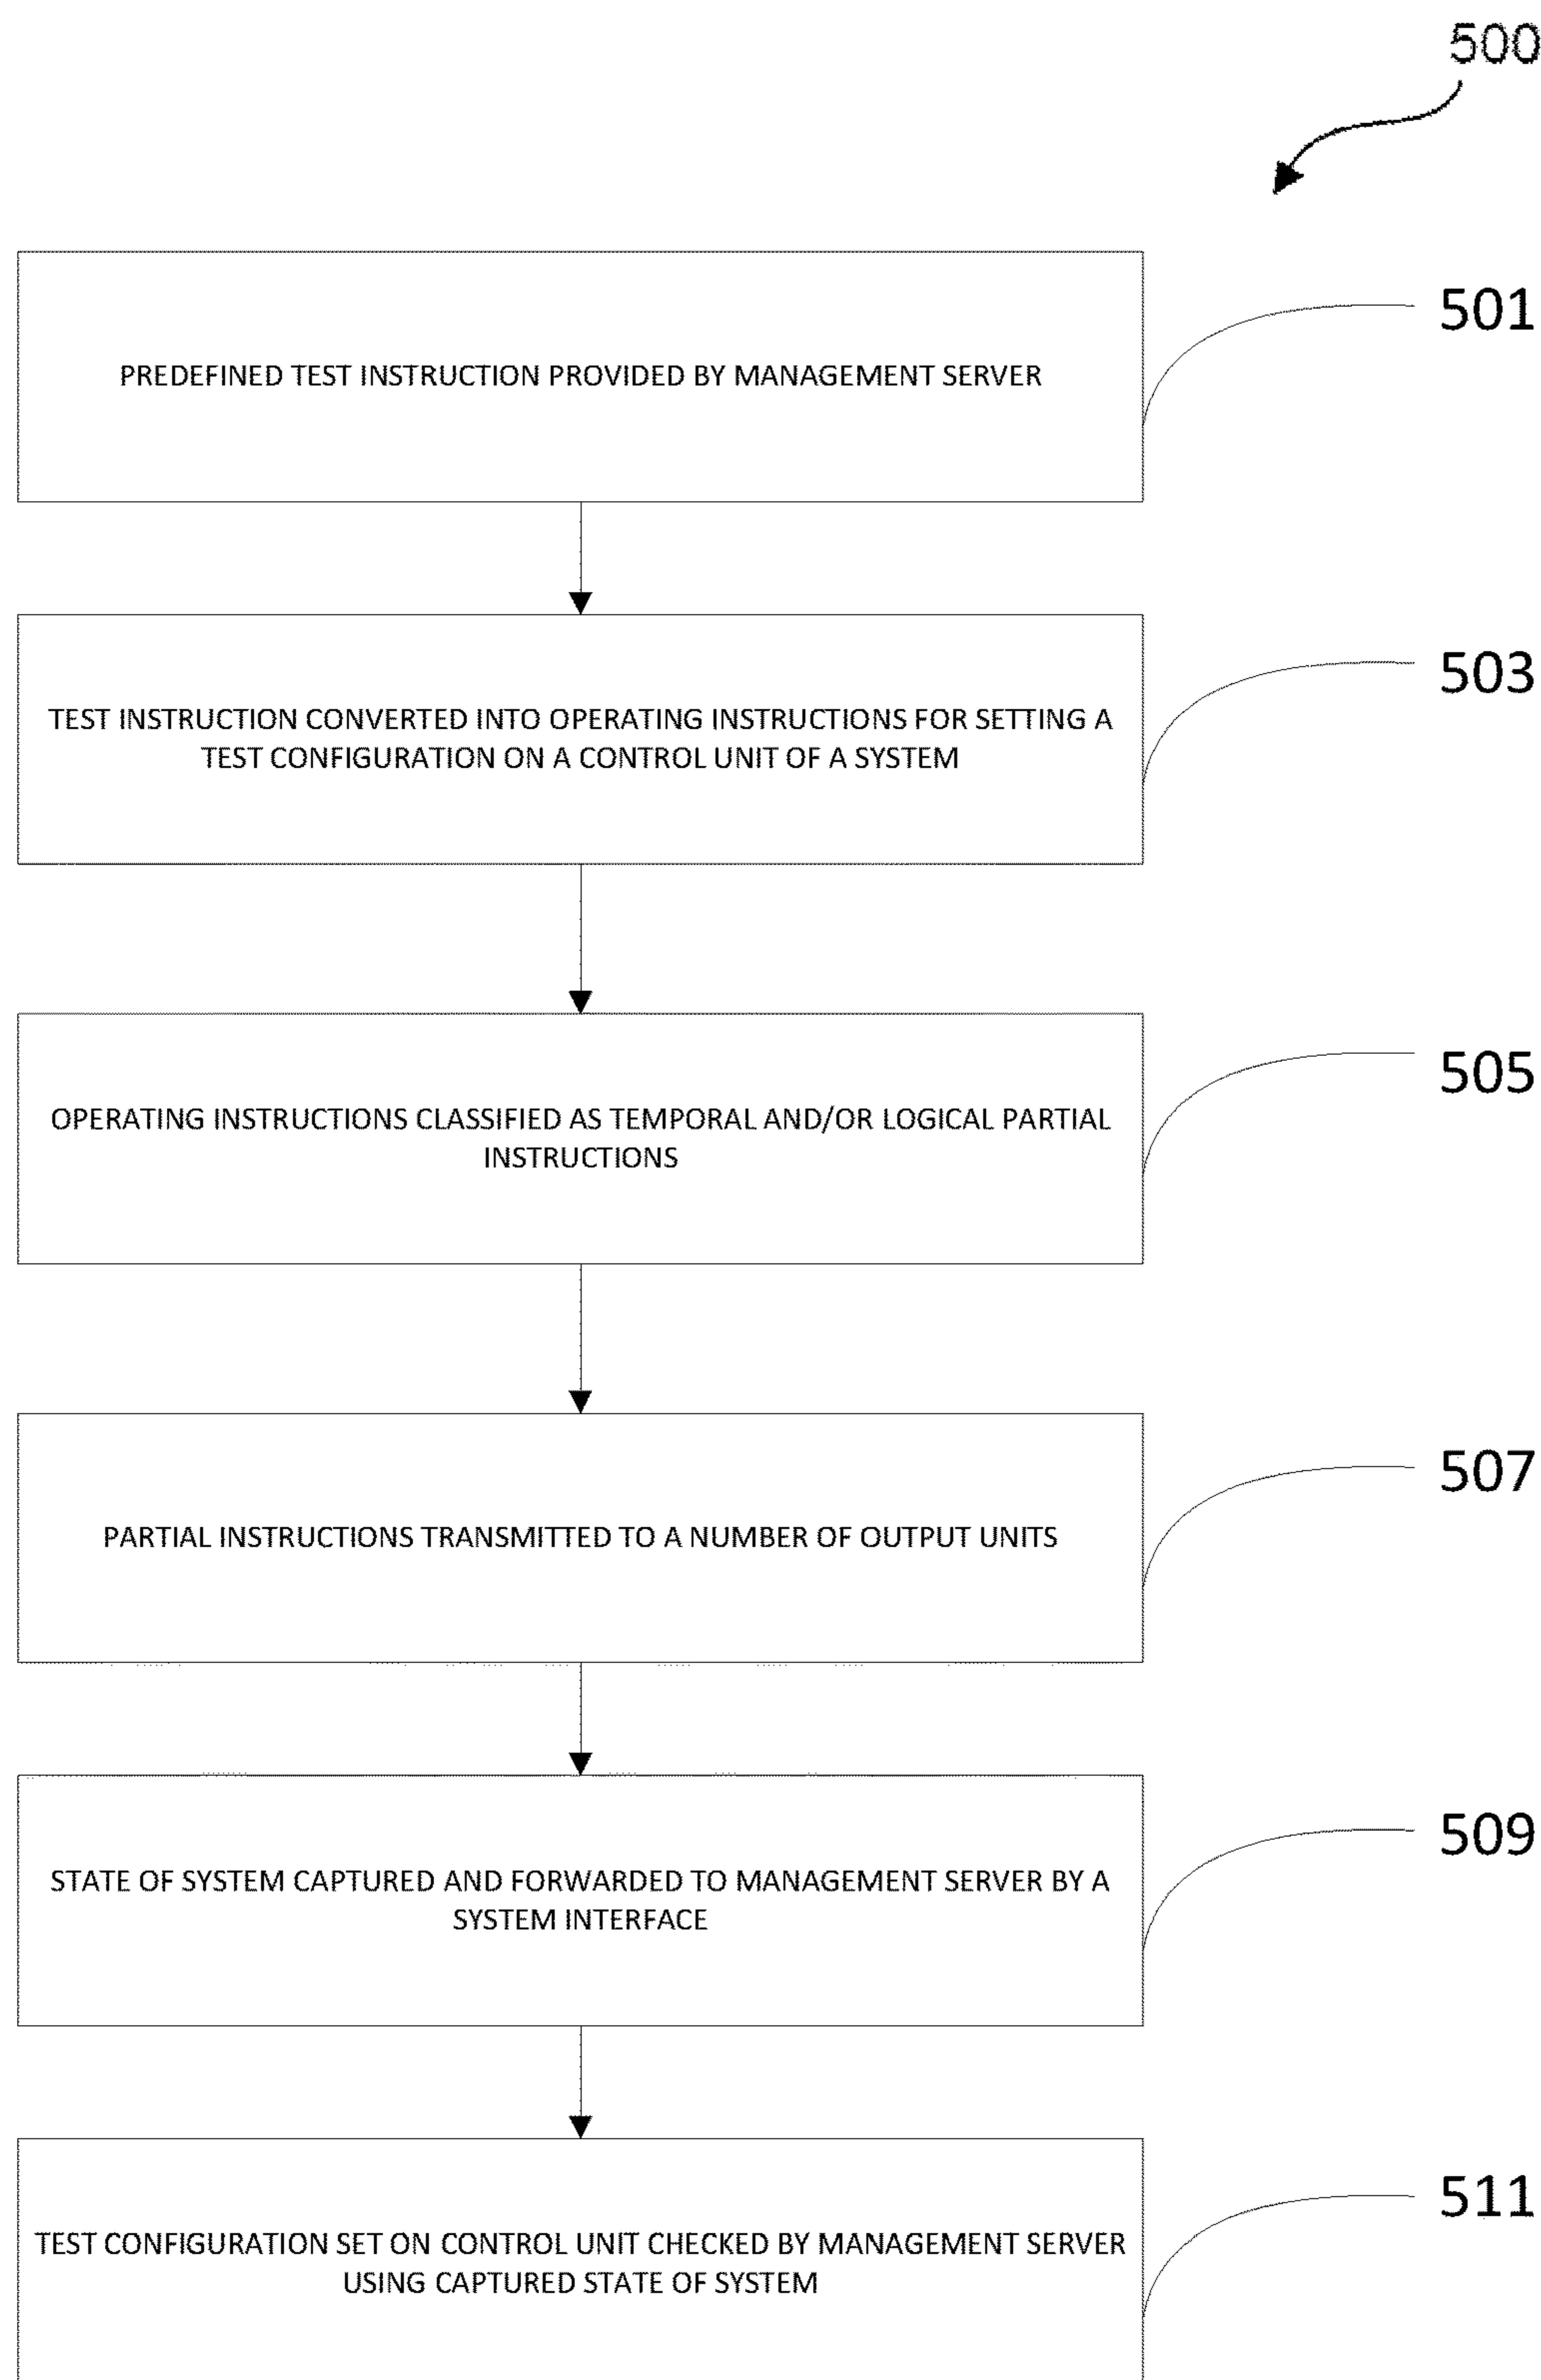 500
PREDEFINED TEST INSTRUCTION PROVIDED BY MANAGEMENT SERVER
501
TEST INSTRUCTION CONVERTED INTO OPERATING INSTRUCTIONS FOR SETTING A
TEST CONFIGURATION ON A CONTROL UNIT OF A SYSTEM
503
OPERATING INSTRUCTIONS CLASSIFIED AS TEMPORAL AND/OR LOGICAL PARTIAL
INSTRUCTIONS
505
PARTIAL INSTRUCTIONS TRANSMITTED TO A NUMBER OF OUTPUT UNITS
507
STATE OF SYSTEM CAPTURED AND FORWARDED TO MANAGEMENT SERVER BY A
SYSTEM INTERFACE
509
TEST CONFIGURATION SET ON CONTROL UNIT CHECKED BY MANAGEMENT SERVER
USING CAPTURED STATE OF SYSTEM
511